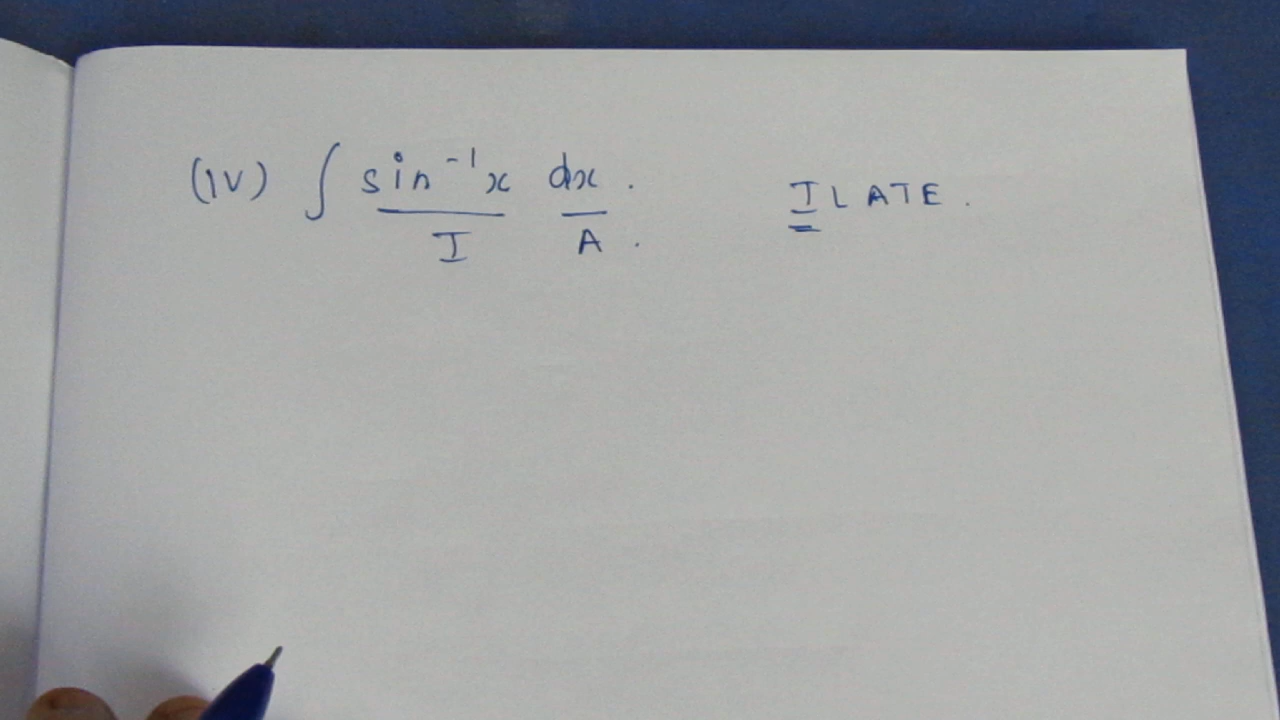 (IV) ∫ sin⁻¹x dx. ILATE.
I A.